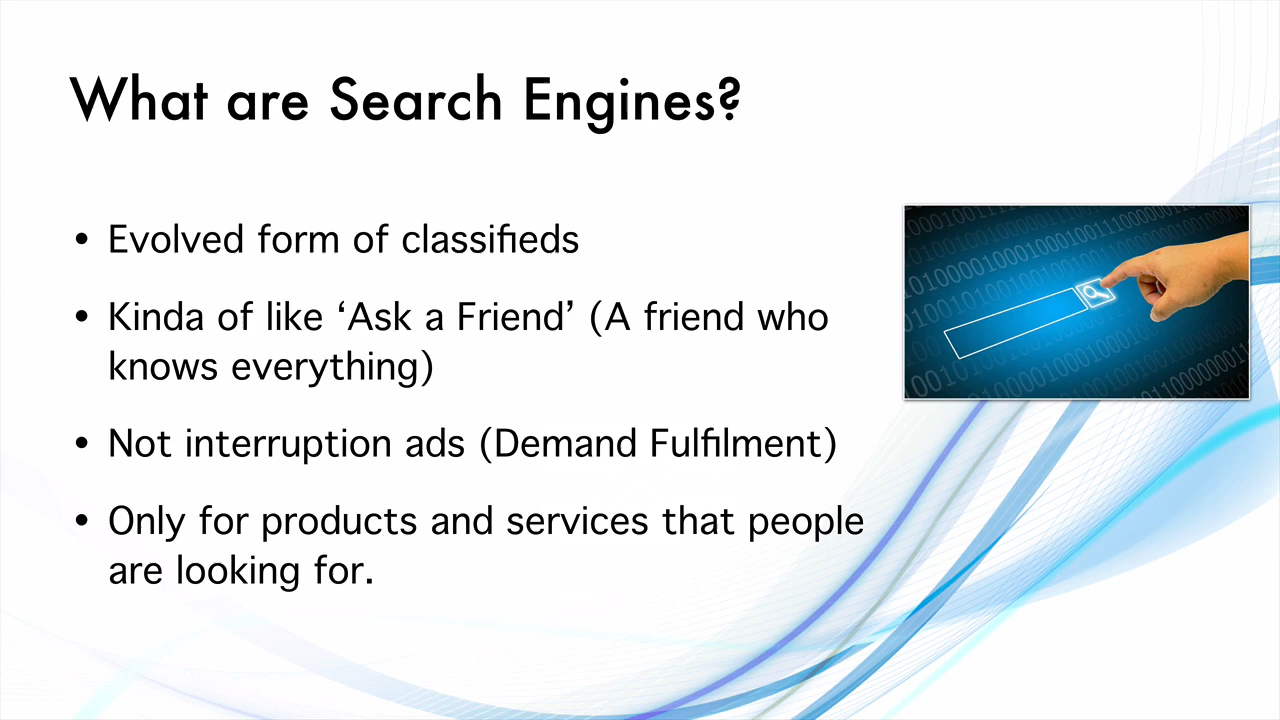 What are Search Engines?
• Evolved form of classifieds
• Kinda of like ‘Ask a Friend’ (A friend who
knows everything)
• Not interruption ads (Demand Fulfilment)
• Only for products and services that people
are looking for.